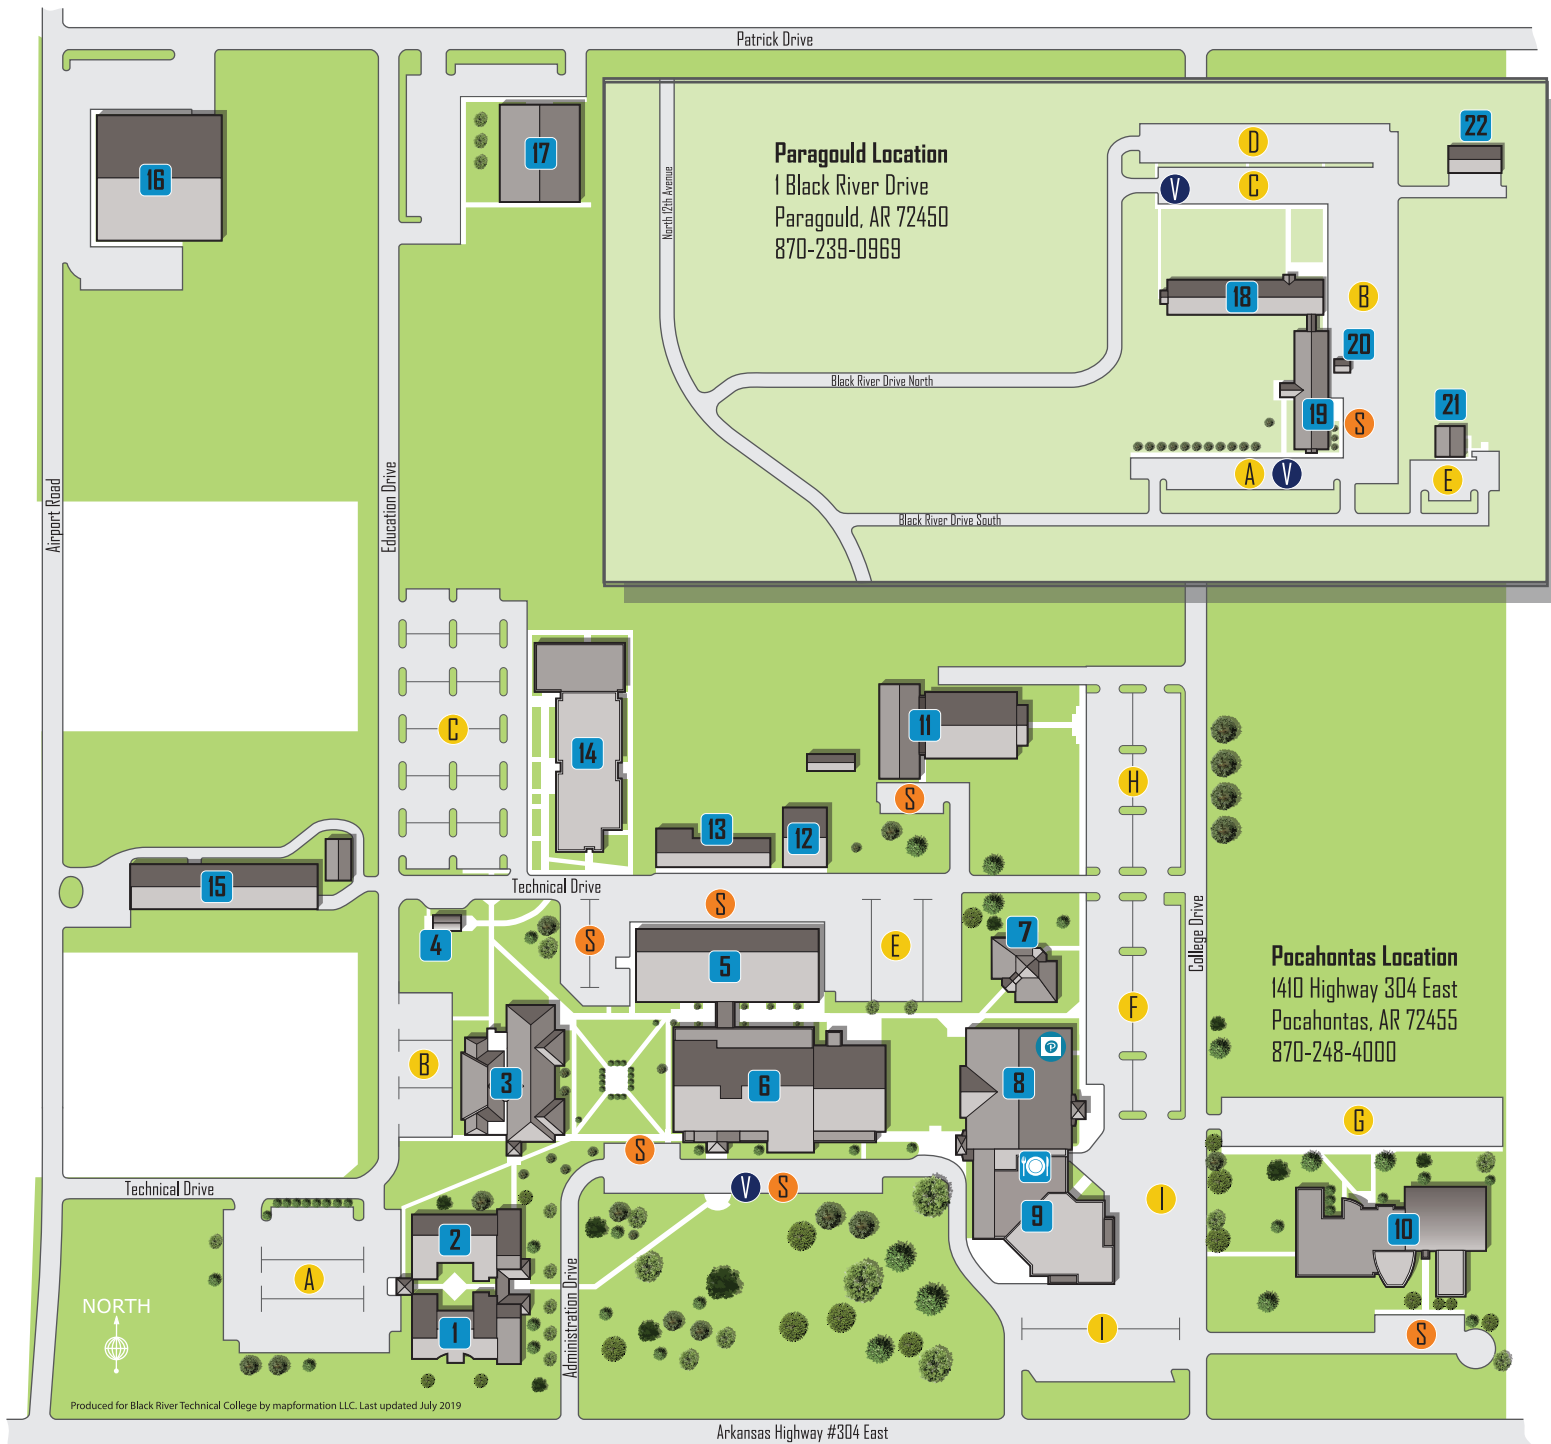 Patrick Drive
16
17
Paragould Location
1 Black River Drive
Paragould, AR 72450
870-239-0969
North 12th Avenue
D
C
V
22
18
B
20
19
S
21
A
V
E
Black River Drive North
Black River Drive South
Airport Road
Education Drive
C
14
11
S
H
13
12
15
Technical Drive
S
S
4
5
E
7
College Drive
F
Pocahontas Location
1410 Highway 304 East
Pocahontas, AR 72455
870-248-4000
B
3
6
8
P
G
S
Technical Drive
V
S
9
I
10
2
A
1
Administration Drive
I
S
NORTH
Produced for Black River Technical College by mapformation LLC. Last updated July 2019
Arkansas Highway #304 East